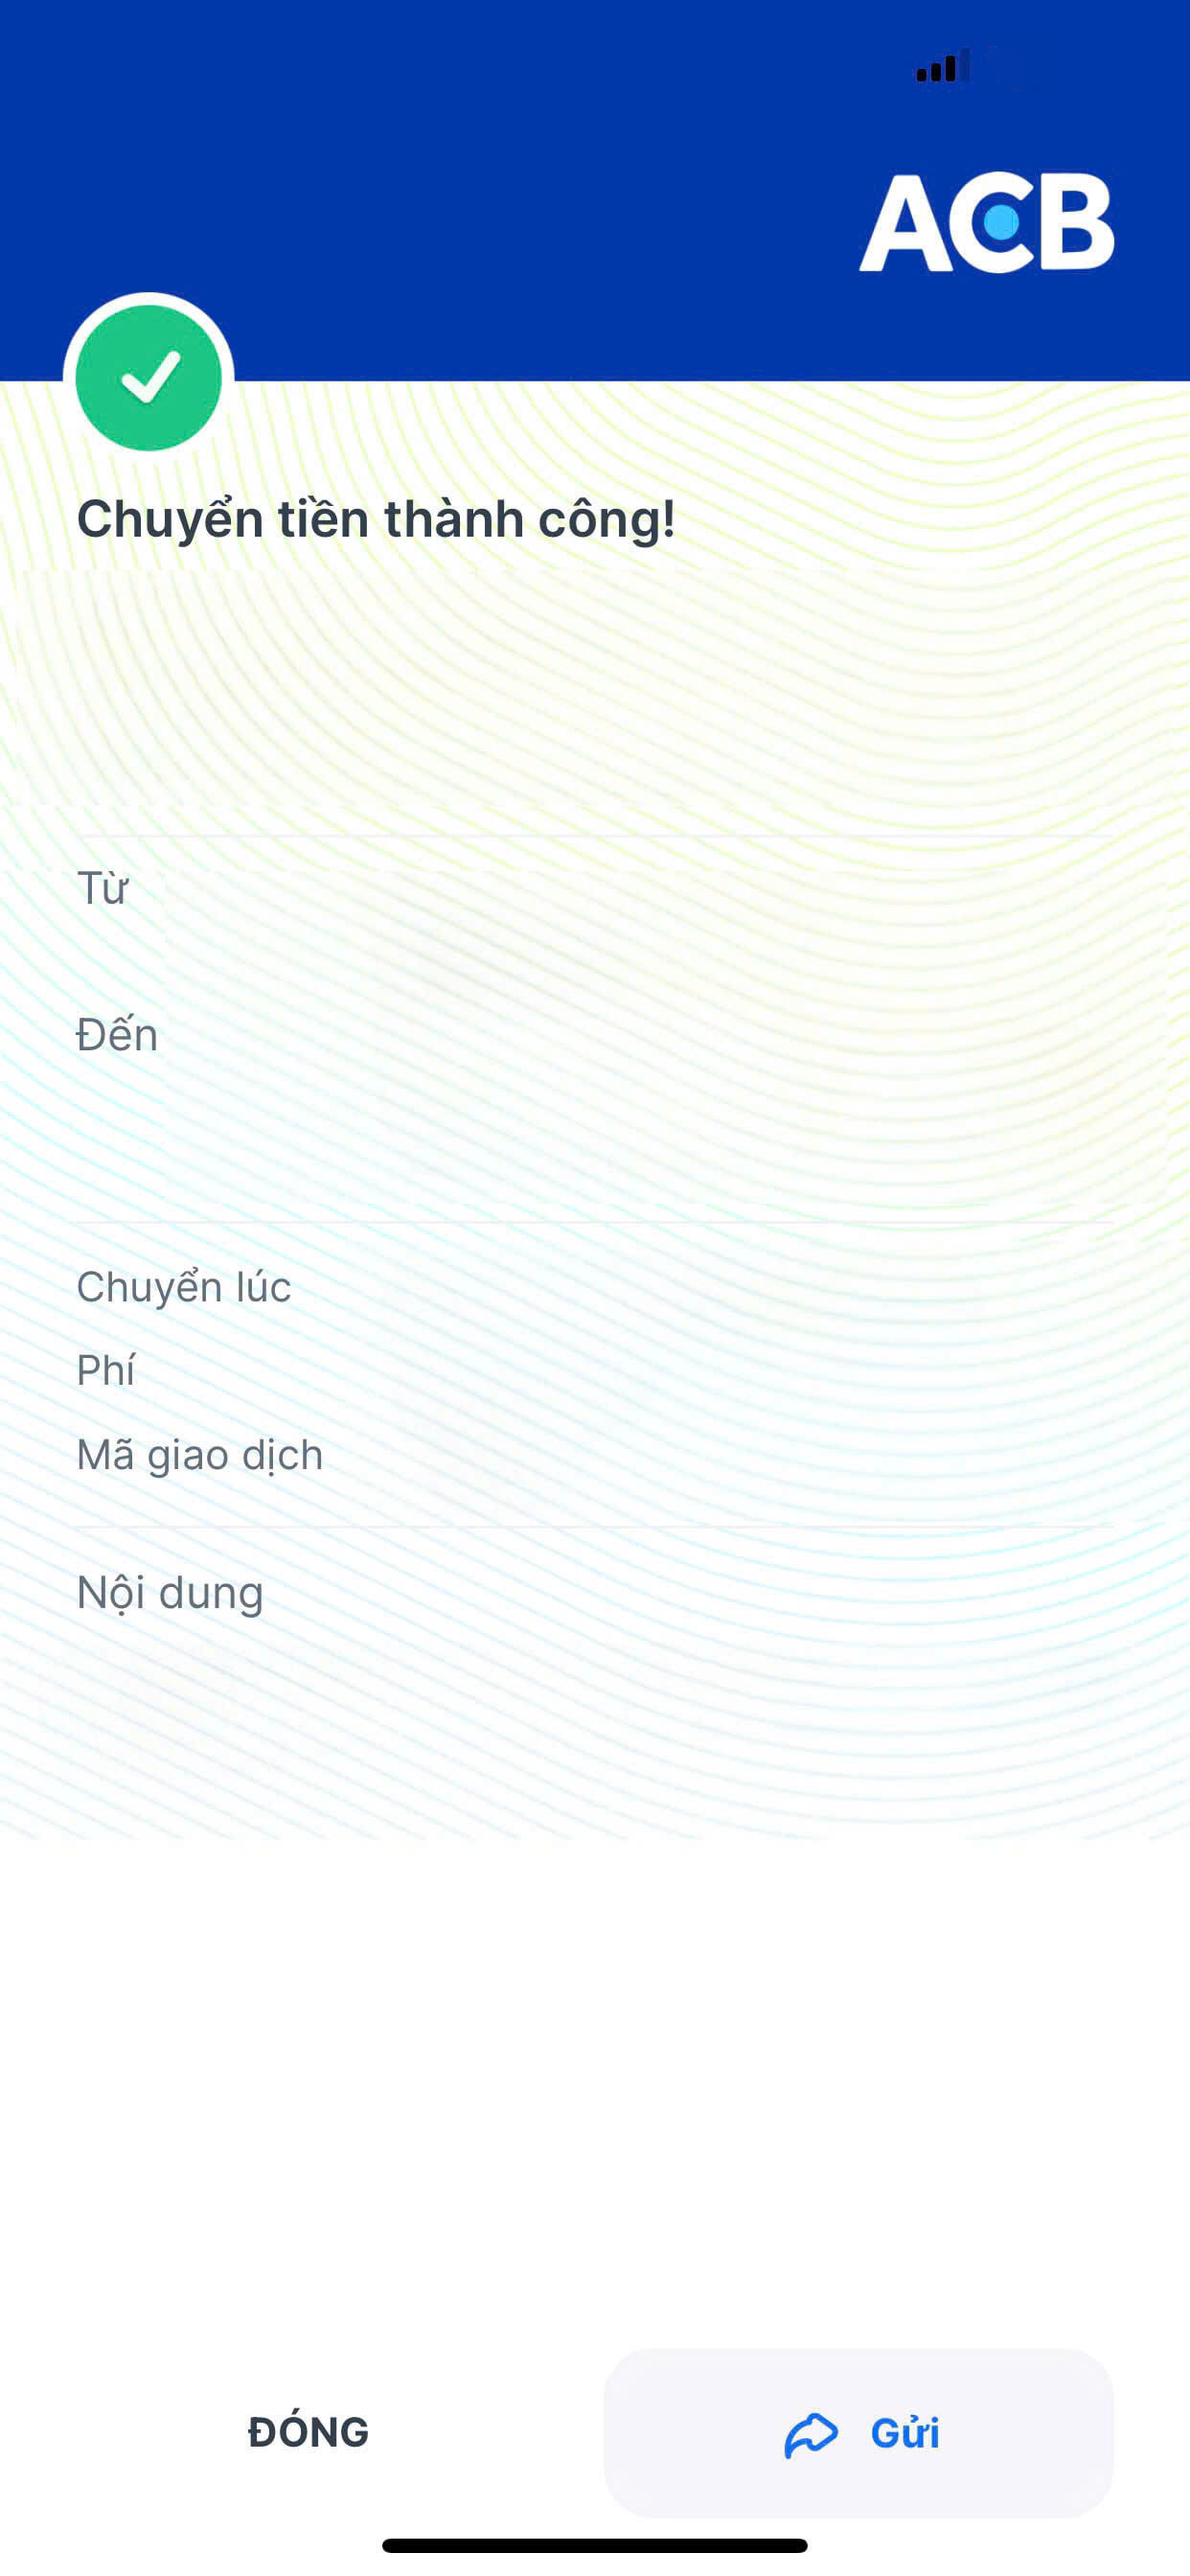 ACB
Chuyển tiền thành công!
Từ
Đến
Chuyển lúc
Phí
Mã giao dịch
Nội dung
ĐÓNG
Gửi